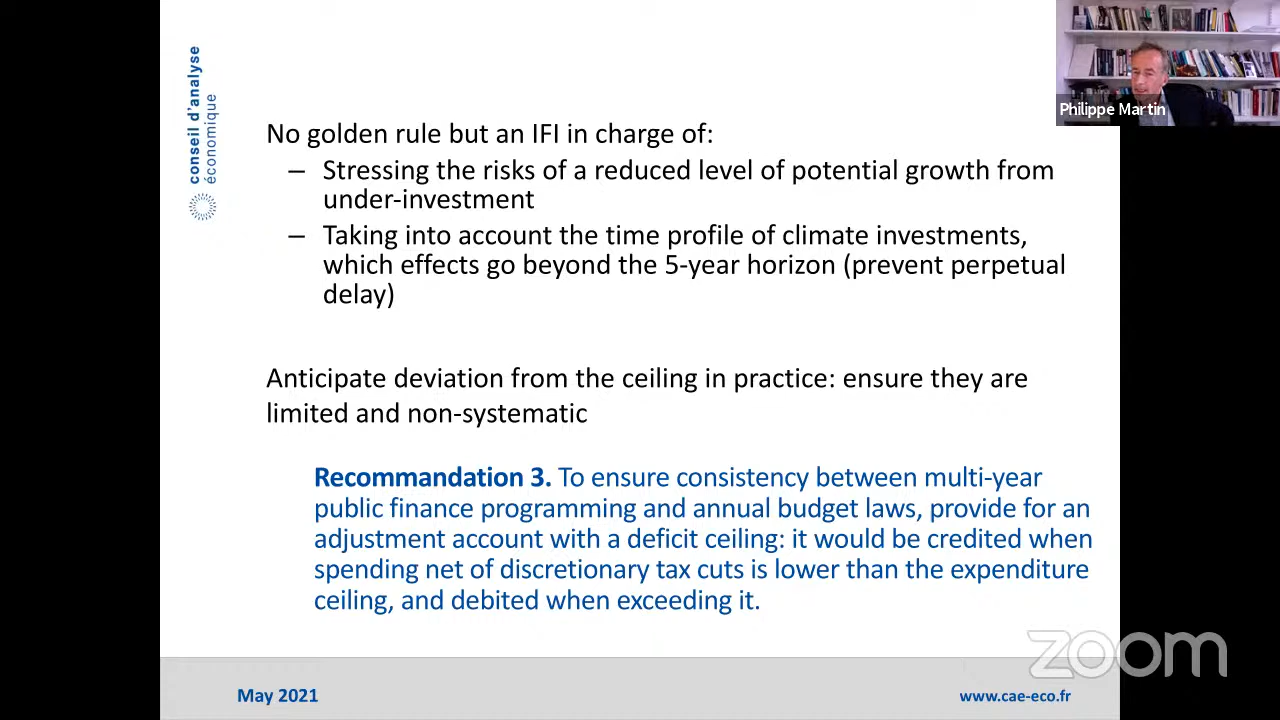 conseil d'analyse
économique
Philippe Martin
No golden rule but an IFI in charge of:
– Stressing the risks of a reduced level of potential growth from
under-investment
– Taking into account the time profile of climate investments,
which effects go beyond the 5-year horizon (prevent perpetual
delay)
Anticipate deviation from the ceiling in practice: ensure they are
limited and non-systematic
Recommandation 3. To ensure consistency between multi-year
public finance programming and annual budget laws, provide for an
adjustment account with a deficit ceiling: it would be credited when
spending net of discretionary tax cuts is lower than the expenditure
ceiling, and debited when exceeding it.
zoom
May 2021
www.cae-eco.fr